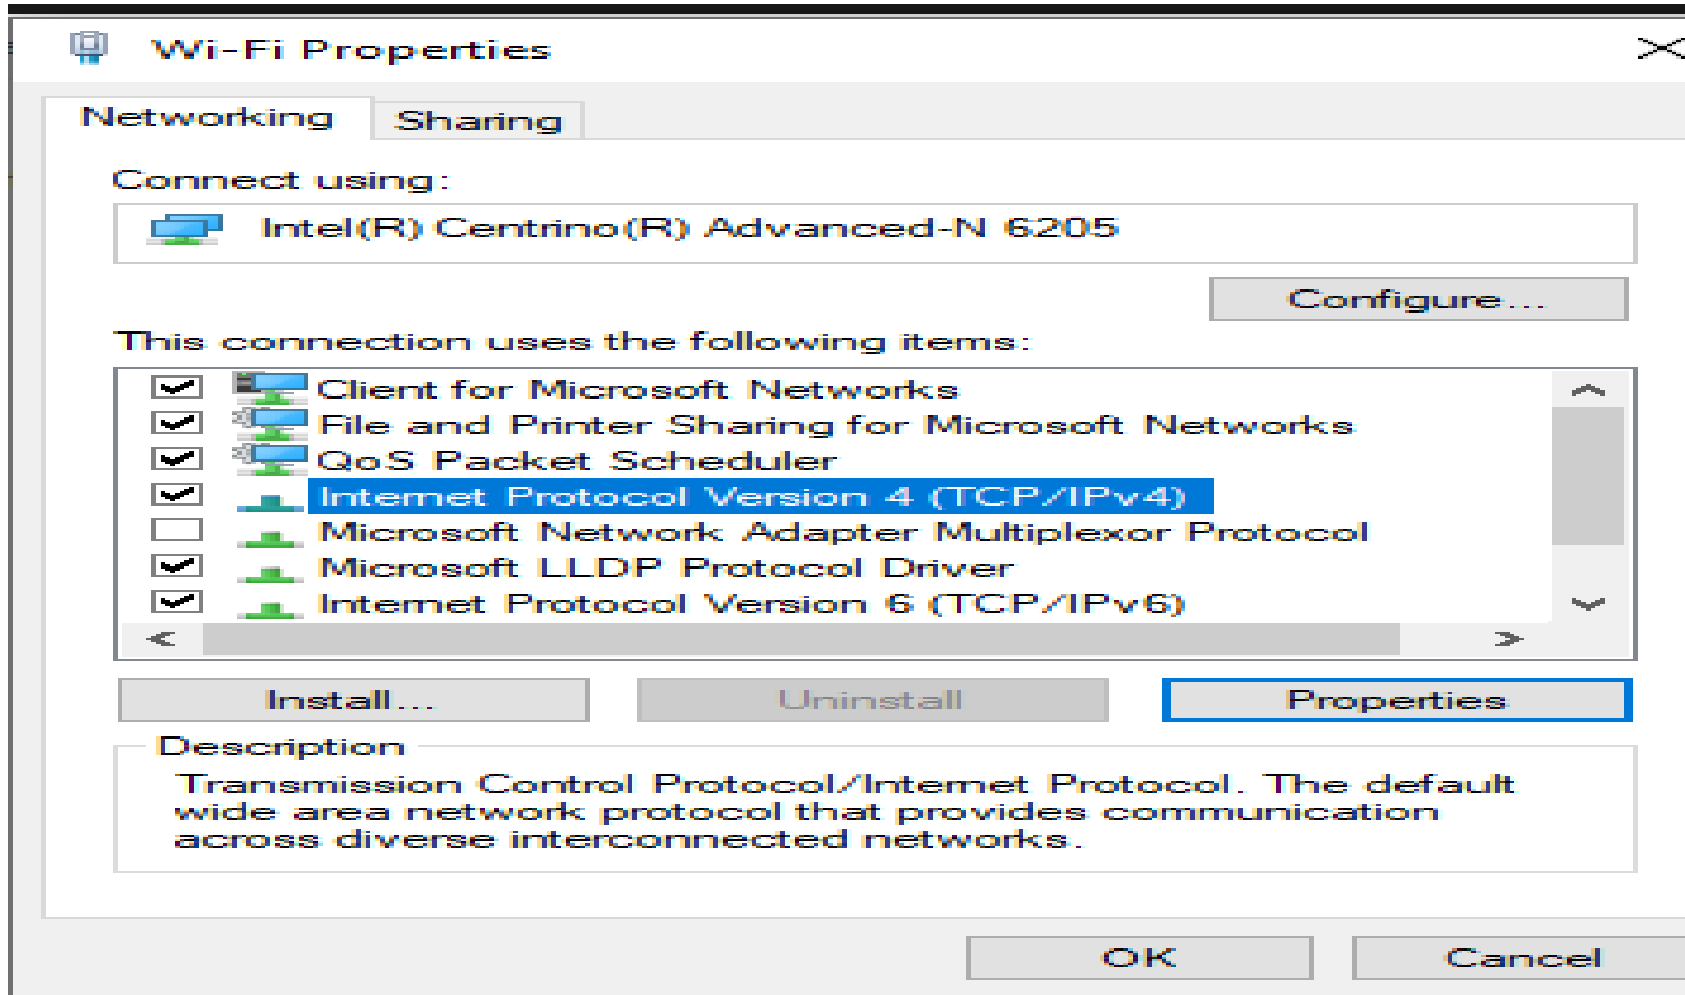 Wi-Fi Properties
Networking
Sharing
Connect using:
Intel(R) Centrino(R) Advanced-N 6205
Configure...
This connection uses the following items:
Client for Microsoft Networks
File and Printer Sharing for Microsoft Networks
QoS Packet Scheduler
Internet Protocol Version 4 (TCP/IPv4)
Microsoft Network Adapter Multiplexor Protocol
Microsoft LLDP Protocol Driver
Internet Protocol Version 6 (TCP/IPv6)
Install...
Uninstall
Properties
Description
Transmission Control Protocol/Internet Protocol. The default
wide area network protocol that provides communication
across diverse interconnected networks.
OK
Cancel